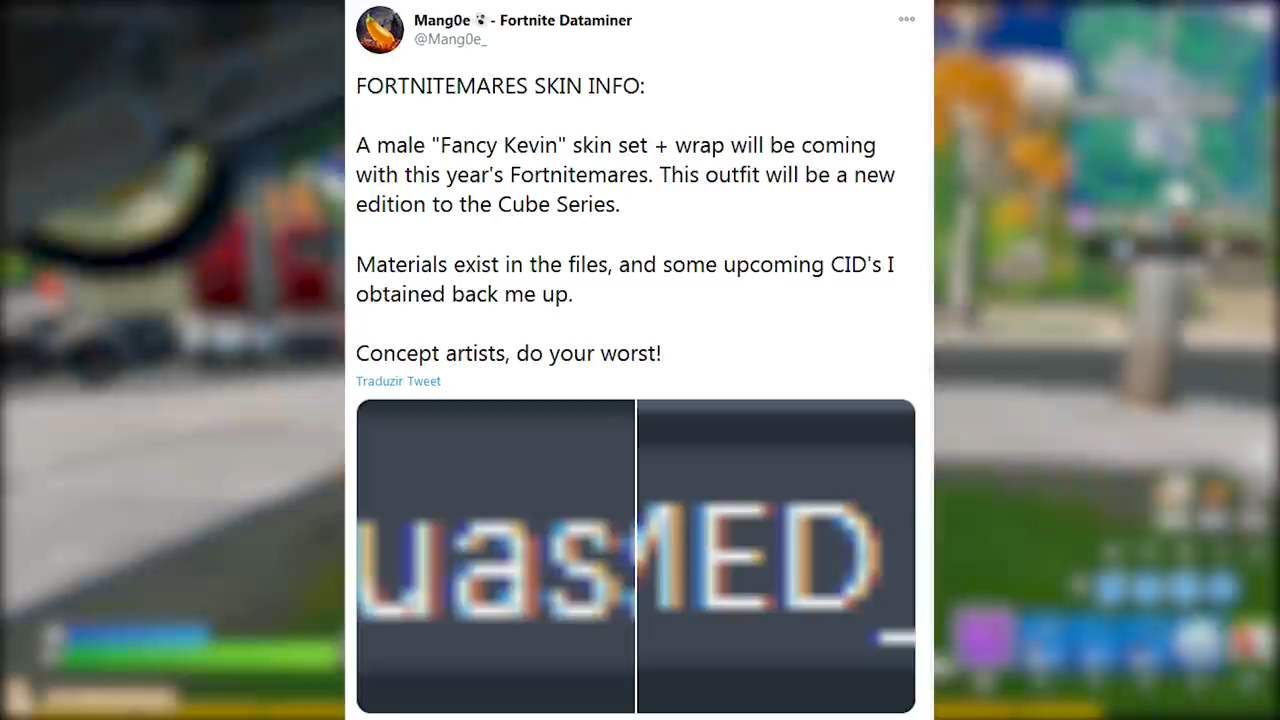 Mang0e - Fortnite Dataminer
@Mang0e_
FORTNITEMARES SKIN INFO:
A male "Fancy Kevin" skin set + wrap will be coming
with this year's Fortnitemares. This outfit will be a new
edition to the Cube Series.
Materials exist in the files, and some upcoming CID's I
obtained back me up.
Concept artists, do your worst!
Traduzir Tweet
uas
MED_